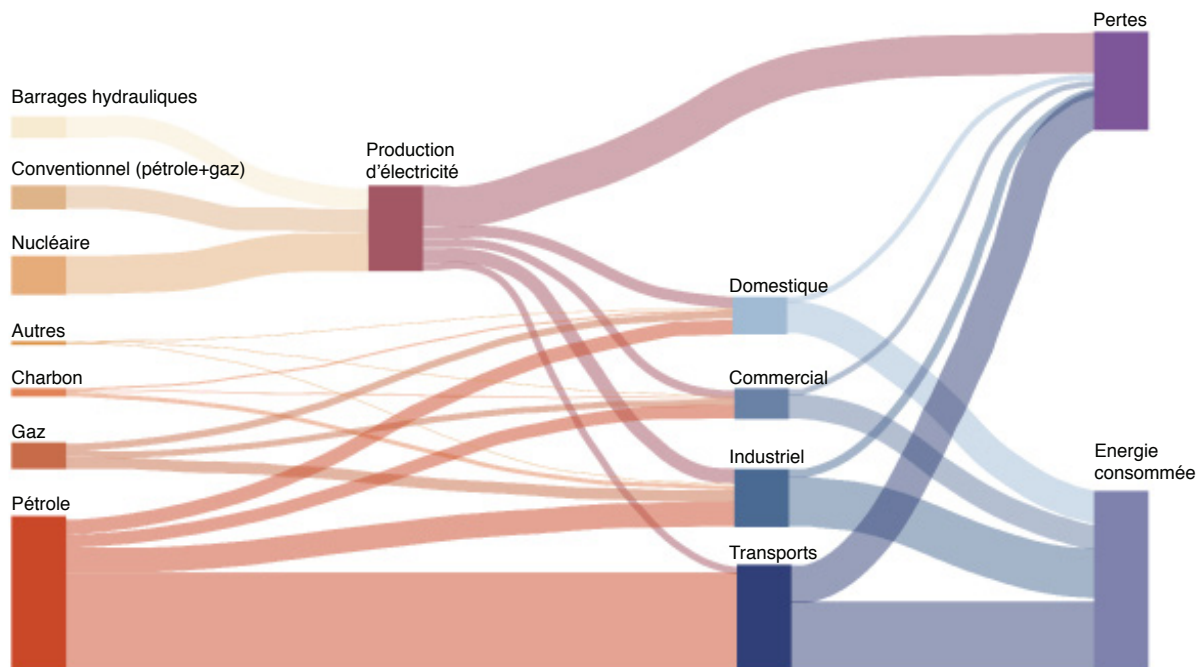 Pertes
Barrages hydrauliques
Production
d'électricité
Conventionnel (pétrole+gaz)
Nucléaire
Domestique
Autres
Charbon
Commercial
Gaz
Industriel
Energie
consommée
Pétrole
Transports